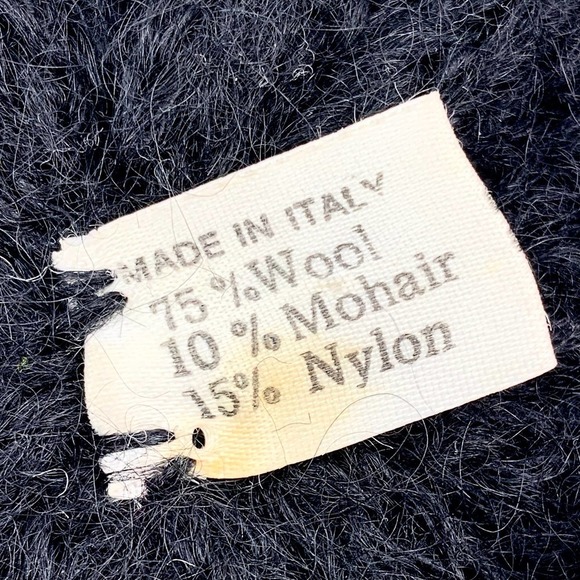 MADE IN ITALY
75 % Wool
10 % Mohair
15% Nylon